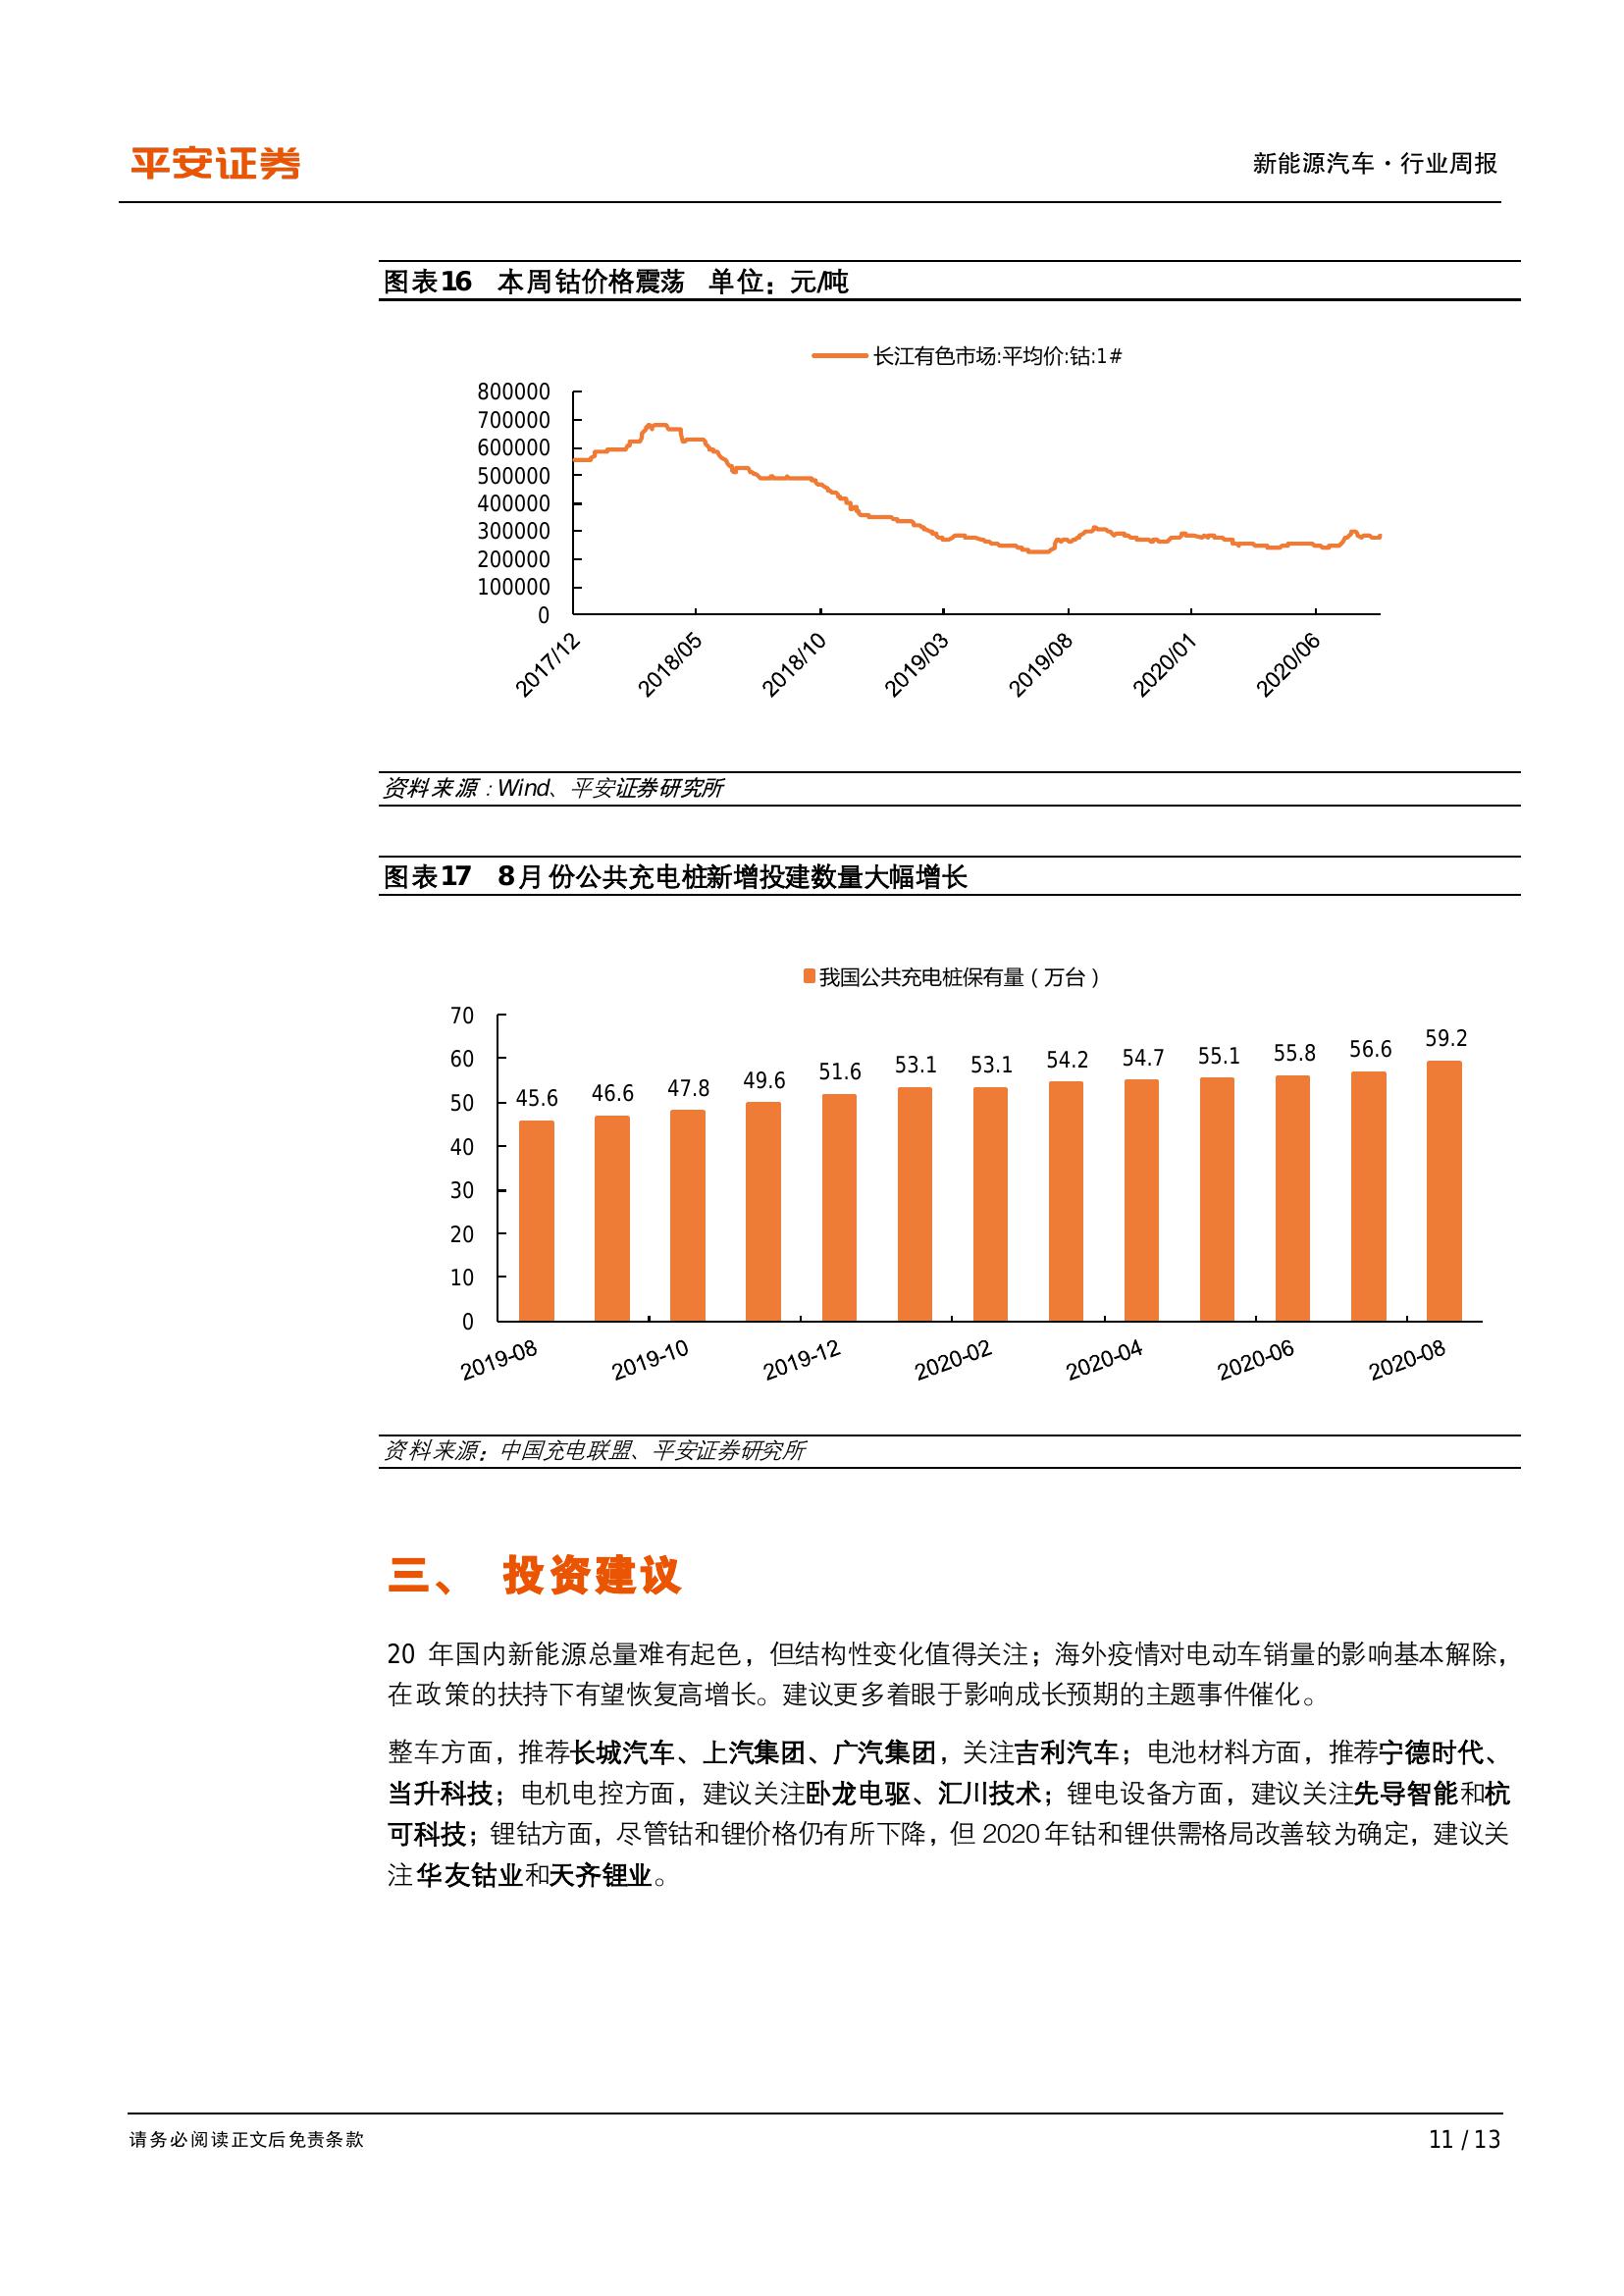 平安证券
新能源汽车·行业周报
图表16 本周钴价格震荡 单位：元/吨
长江有色市场:平均价:钴:1#
800000
700000
600000
500000
400000
300000
200000
100000
0
2017/12 2018/05 2018/10 2019/03 2019/08 2020/01 2020/06
资料来源：Wind、平安证券研究所
图表17 8月份公共充电桩新增投建数量大幅增长
我国公共充电桩保有量（万台）
70
60
50
40
30
20
10
0
45.6 46.6 47.8 49.6 51.6 53.1 53.1 54.2 54.7 55.1 55.8 56.6 59.2
2019-08 2019-10 2019-12 2020-02 2020-04 2020-06 2020-08
资料来源：中国充电联盟、平安证券研究所
三、 投资建议
20 年国内新能源总量难有起色，但结构性变化值得关注；海外疫情对电动车销量的影响基本解除，
在政策的扶持下有望恢复高增长。建议更多着眼于影响成长预期的主题事件催化。
整车方面，推荐长城汽车、上汽集团、广汽集团，关注吉利汽车；电池材料方面，推荐宁德时代、
当升科技；电机电控方面，建议关注卧龙电驱、汇川技术；锂电设备方面，建议关注先导智能和杭
可科技；锂钴方面，尽管钴和锂价格仍有所下降，但 2020 年钴和锂供需格局改善较为确定，建议关
注华友钴业和天齐锂业。
请务必阅读正文后免责条款
11 / 13